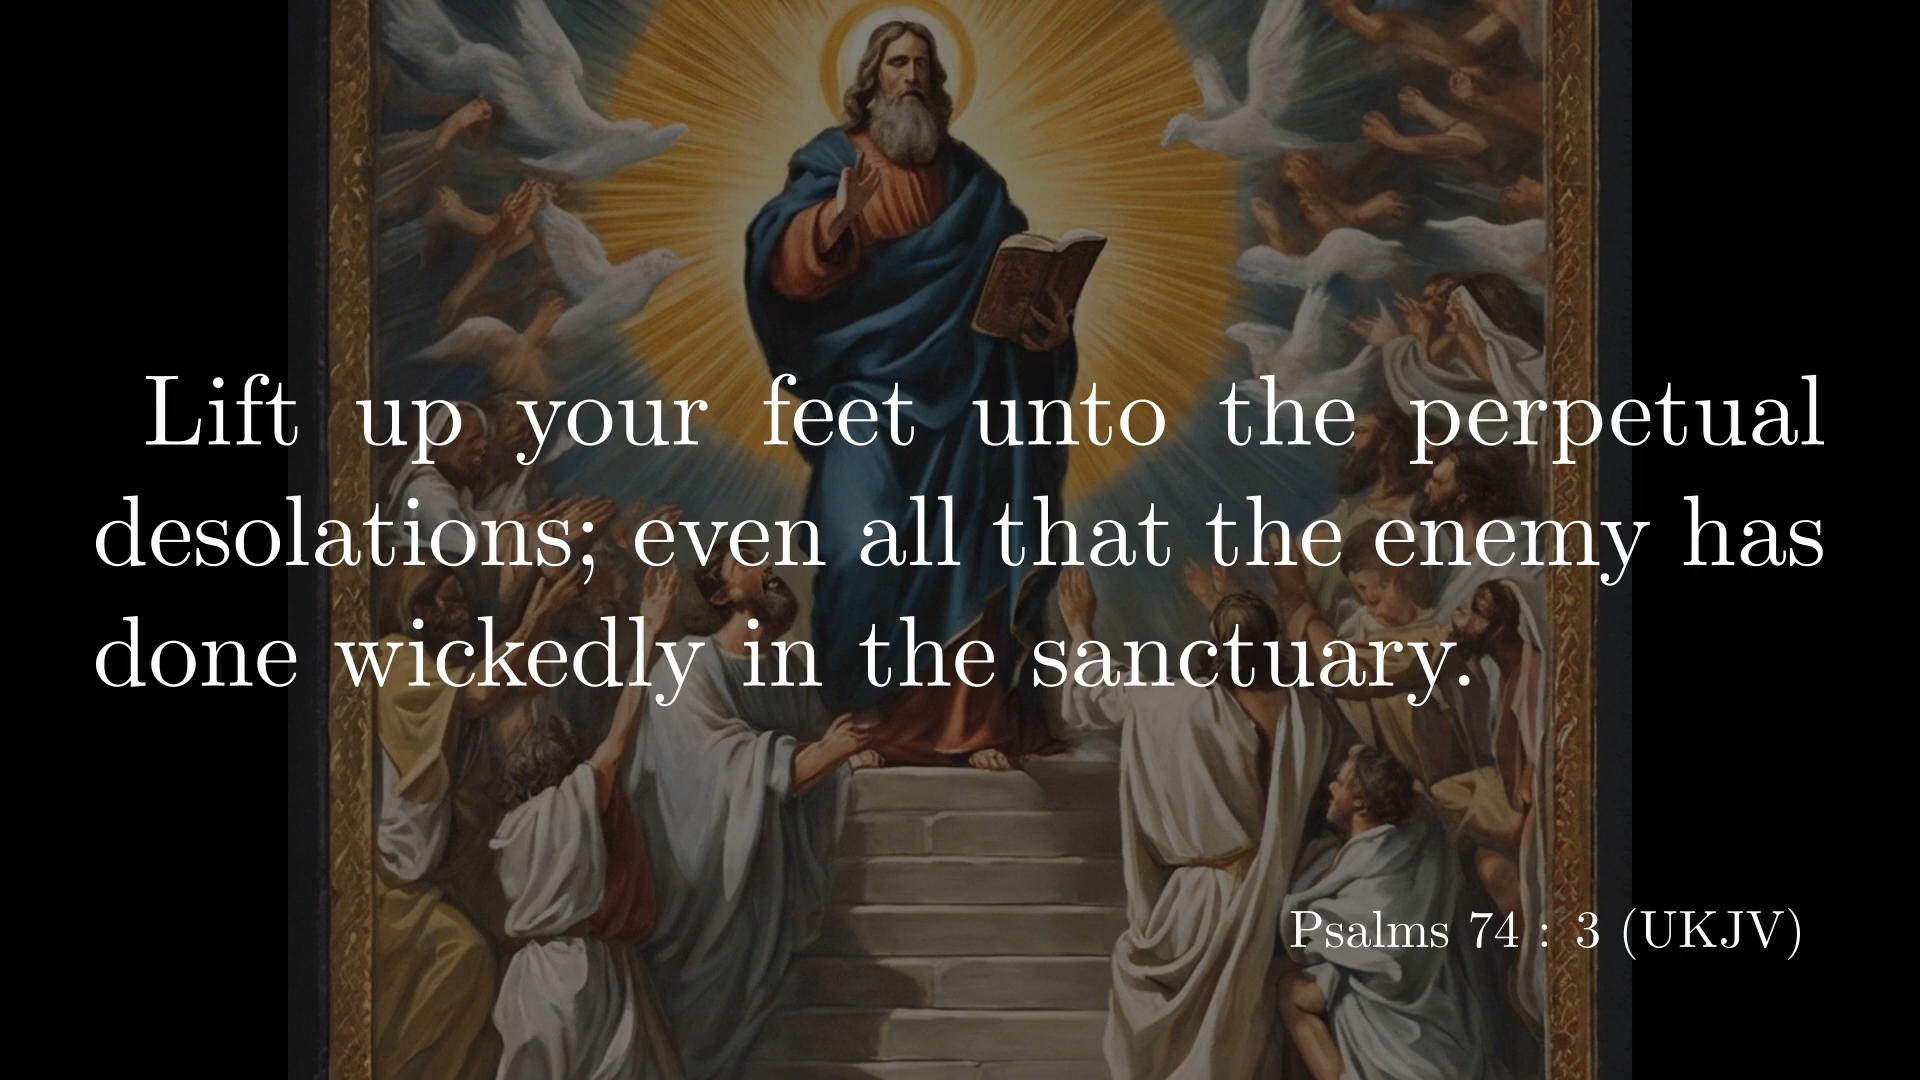 Lift up your feet unto the perpetual
desolations; even all that the enemy has
done wickedly in the sanctuary.
Psalms 74 : 3 (UKJV)